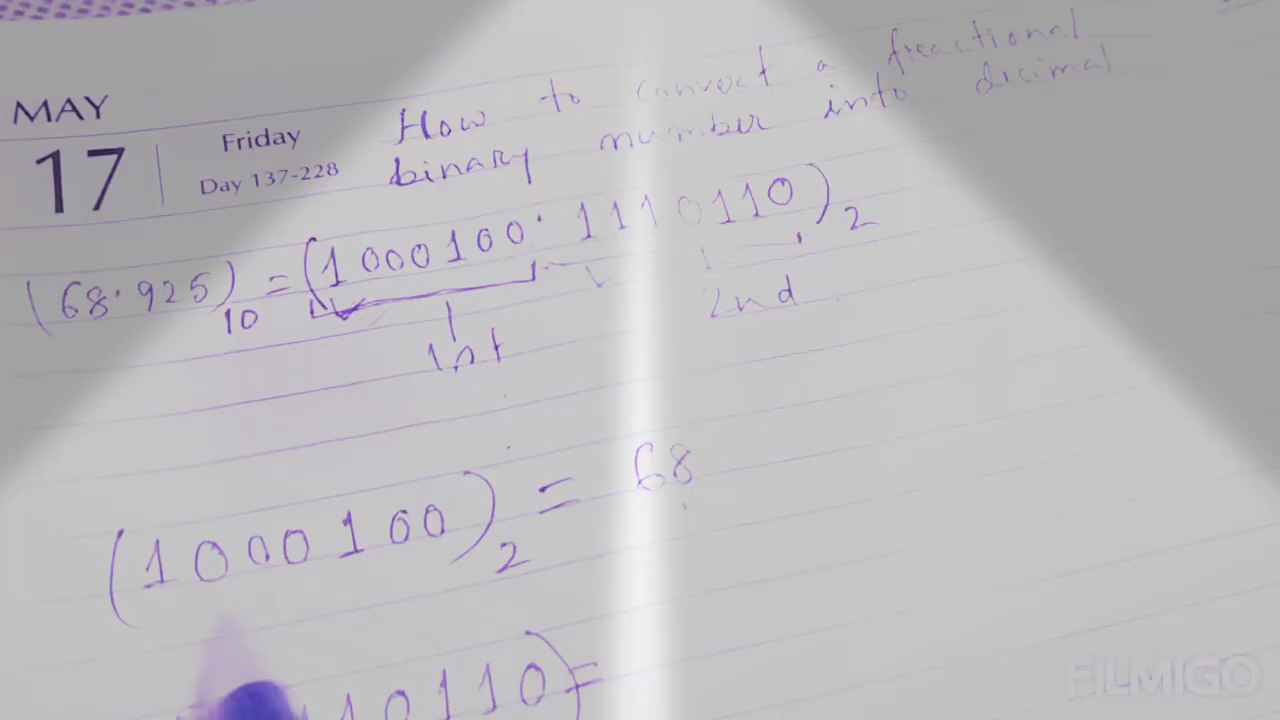 MAY
17
Friday
Day 137-228
How to convert a freactional
binary number into decimal
(68.925)10 = (1000100.1110110)2
1st
2nd
(1000100)2 = 68
10110)=
FILMIGO